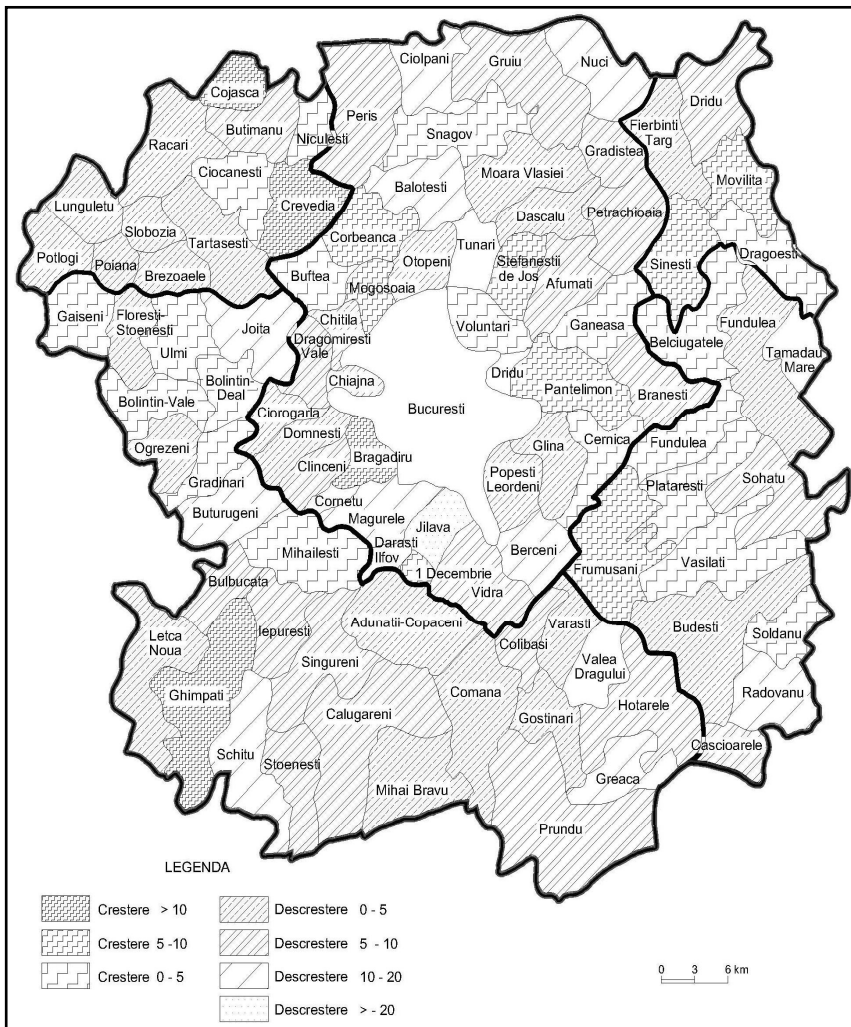 Ciolpani
Gruiu
Nuci
Cojasca
Dridu
Peris
Butimanu
Niculesti
Snagov
Fierbinti
Targ
Racari
Gradistea
Ciocanesti
Moara Vlasiei
Movilita
Balotesti
Crevedia
Lunguletu
Dascalu
Petrachioaia
Slobozia
Corbeanca
Tunari
Tartasesti
Otopeni
Stefanestii
de Jos
Dragoesti
Potlogi
Poiana
Sinesti
Brezoaele
Buftea
Mogosoaia
Afumati
Gaiseni
Floresti-
Stoenesti
Joita
Chitila
Voluntari
Ganeasa
Fundulea
Ulmi
Dragomiresti
Vale
Belciugatele
Tamadau
Mare
Bolintin-
Deal
Chiajna
Dridu
Pantelimon
Branesti
Bolintin-Vale
Ciorogarla
Bucuresti
Domnesti
Glina
Cernica
Fundulea
Ogrezeni
Bragadiru
Clinceni
Popesti
Leordeni
Plataresti
Sohatu
Gradinari
Cornetu
Buturugeni
Magurele
Jilava
Mihailesti
Darasti
Ilfov
Berceni
Vasilati
1 Decembrie
Frumusani
Bulbucata
Vidra
Adunatii-Copaceni
Varasti
Letca
Noua
Iepuresti
Colibasi
Budesti
Soldanu
Singureni
Valea
Dragului
Ghimpati
Comana
Radovanu
Calugareni
Gostinari
Hotarele
Schitu
Stoenesti
Cascioarele
Mihai Bravu
Greaca
Prundu
LEGENDA
Crestere > 10
Descrestere 0 - 5
Crestere 5 -10
Descrestere 5 - 10
Crestere 0 - 5
Descrestere 10 - 20
Descrestere > - 20
0 3 6 km